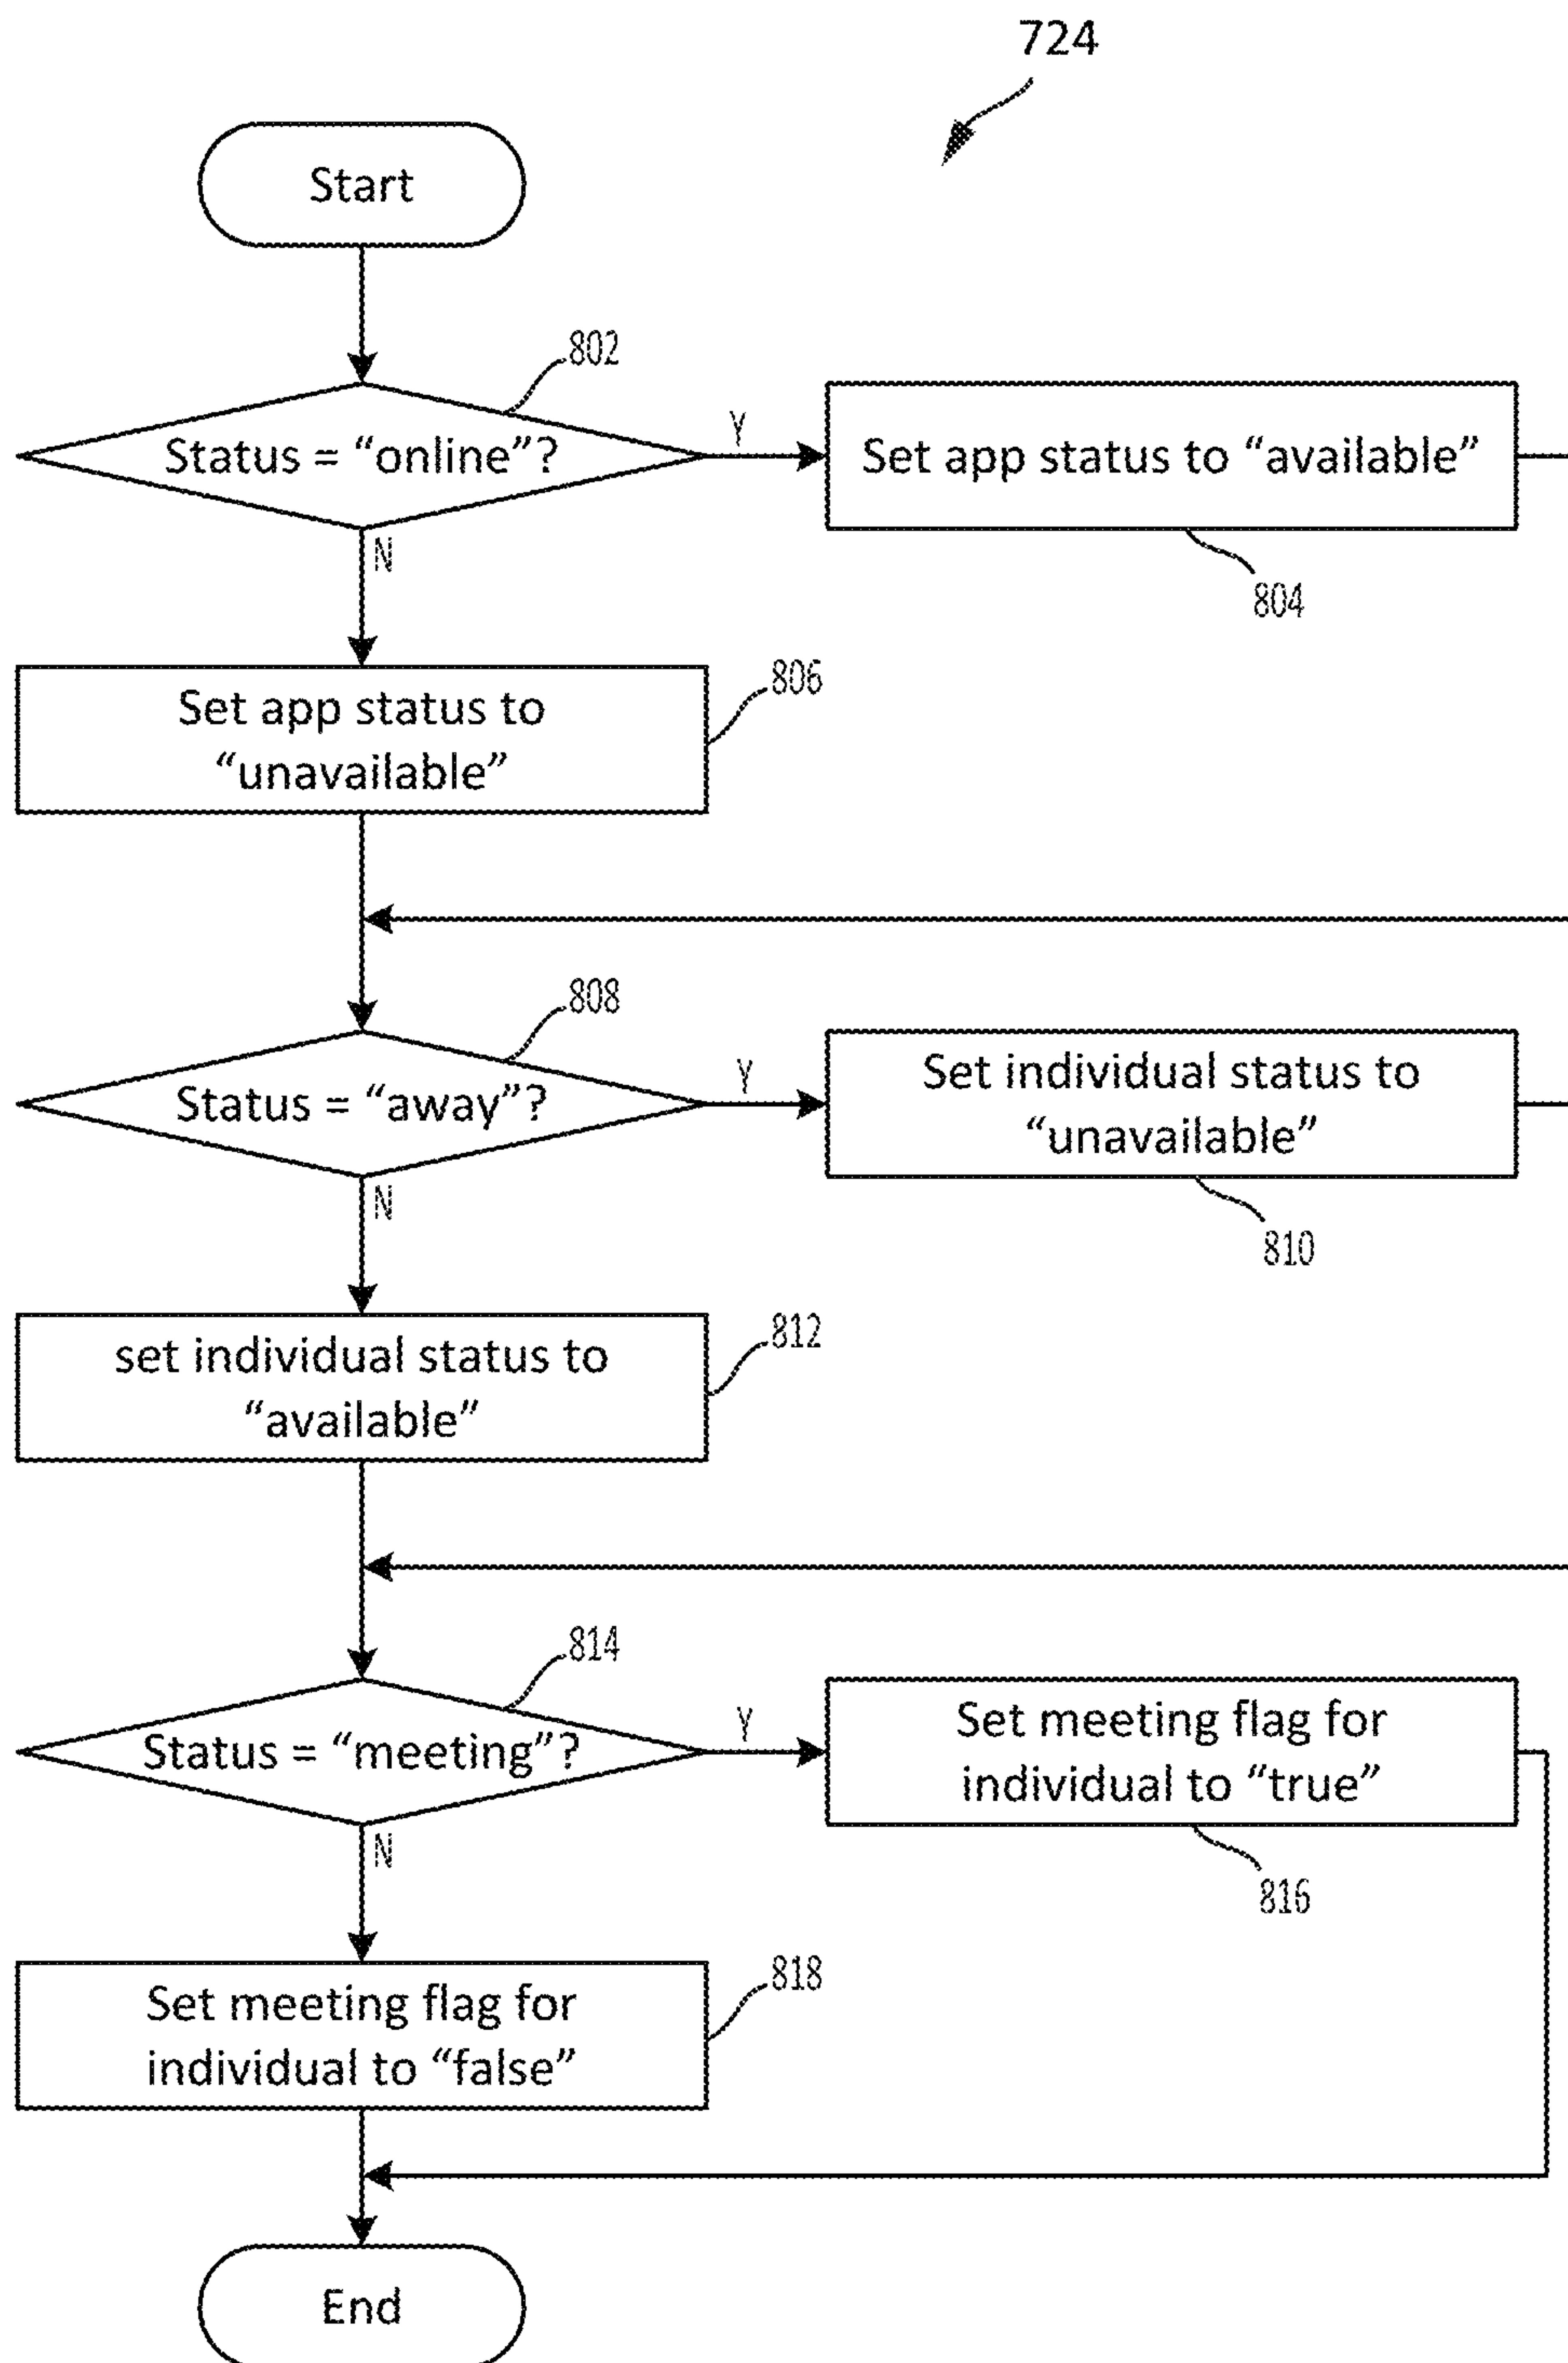 724
Start
802
Status = “online”?
Y
Set app status to “available”
N
804
Set app status to
“unavailable”
806
808
Status = “away”?
Y
Set individual status to
“unavailable”
N
810
set individual status to
“available”
812
814
Status = “meeting”?
Y
Set meeting flag for
individual to “true”
N
816
Set meeting flag for
individual to “false”
818
End